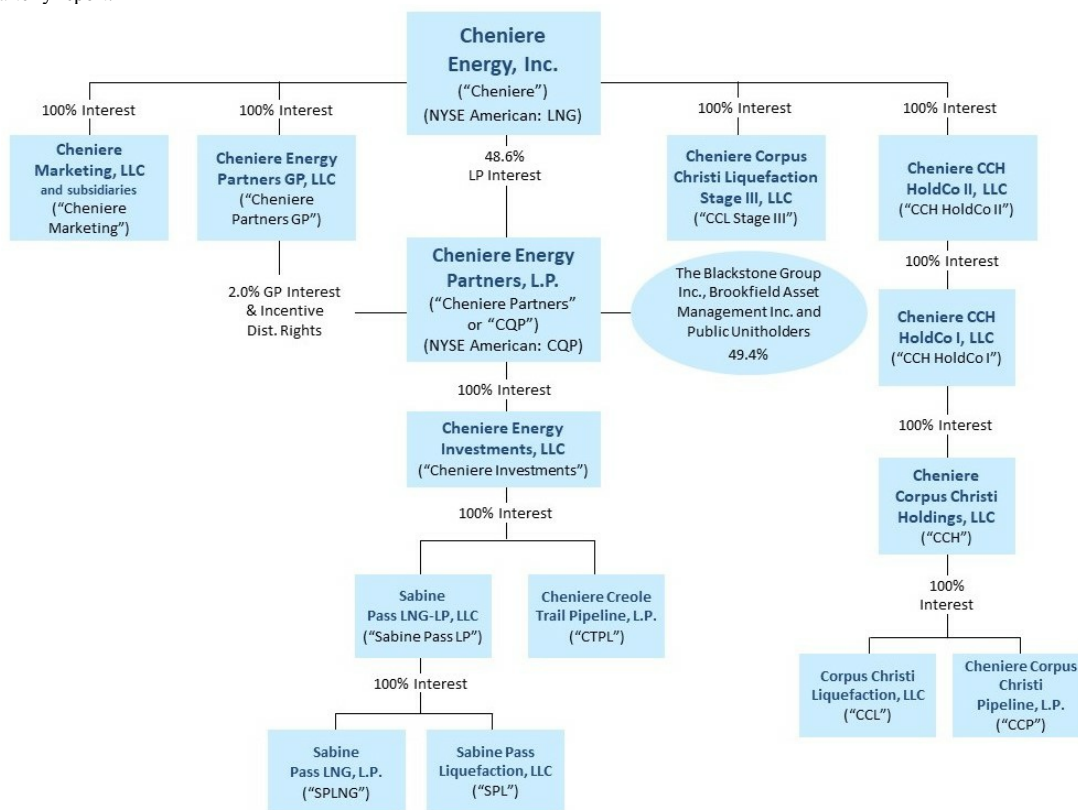 Cheniere
Energy, Inc.
("Cheniere")
(NYSE American: LNG)
100% Interest
100% Interest
100% Interest
100% Interest
Cheniere
Marketing, LLC
and subsidiaries
("Cheniere
Marketing")
Cheniere Energy
Partners GP, LLC
("Cheniere
Partners GP")
48.6%
LP Interest
Cheniere Corpus
Christi Liquefaction
Stage III, LLC
("CCL Stage III")
Cheniere CCH
HoldCo II, LLC
("CCH HoldCo II")
2.0% GP Interest
& Incentive
Dist. Rights
Cheniere Energy
Partners, L.P.
("Cheniere Partners"
or "CQP")
(NYSE American: CQP)
The Blackstone Group
Inc., Brookfield Asset
Management Inc. and
Public Unitholders
49.4%
100% Interest
Cheniere CCH
HoldCo I, LLC
("CCH HoldCo I")
100% Interest
Cheniere Energy
Investments, LLC
("Cheniere Investments")
100% Interest
Cheniere
Corpus Christi
Holdings, LLC
("CCH")
100% Interest
Sabine
Pass LNG-LP, LLC
("Sabine Pass LP")
Cheniere Creole
Trail Pipeline, L.P.
("CTPL")
100%
Interest
Corpus Christi
Liquefaction, LLC
("CCL")
Cheniere Corpus
Christi
Pipeline, L.P.
("CCP")
100% Interest
Sabine
Pass LNG, L.P.
("SPLNG")
Sabine Pass
Liquefaction, LLC
("SPL")